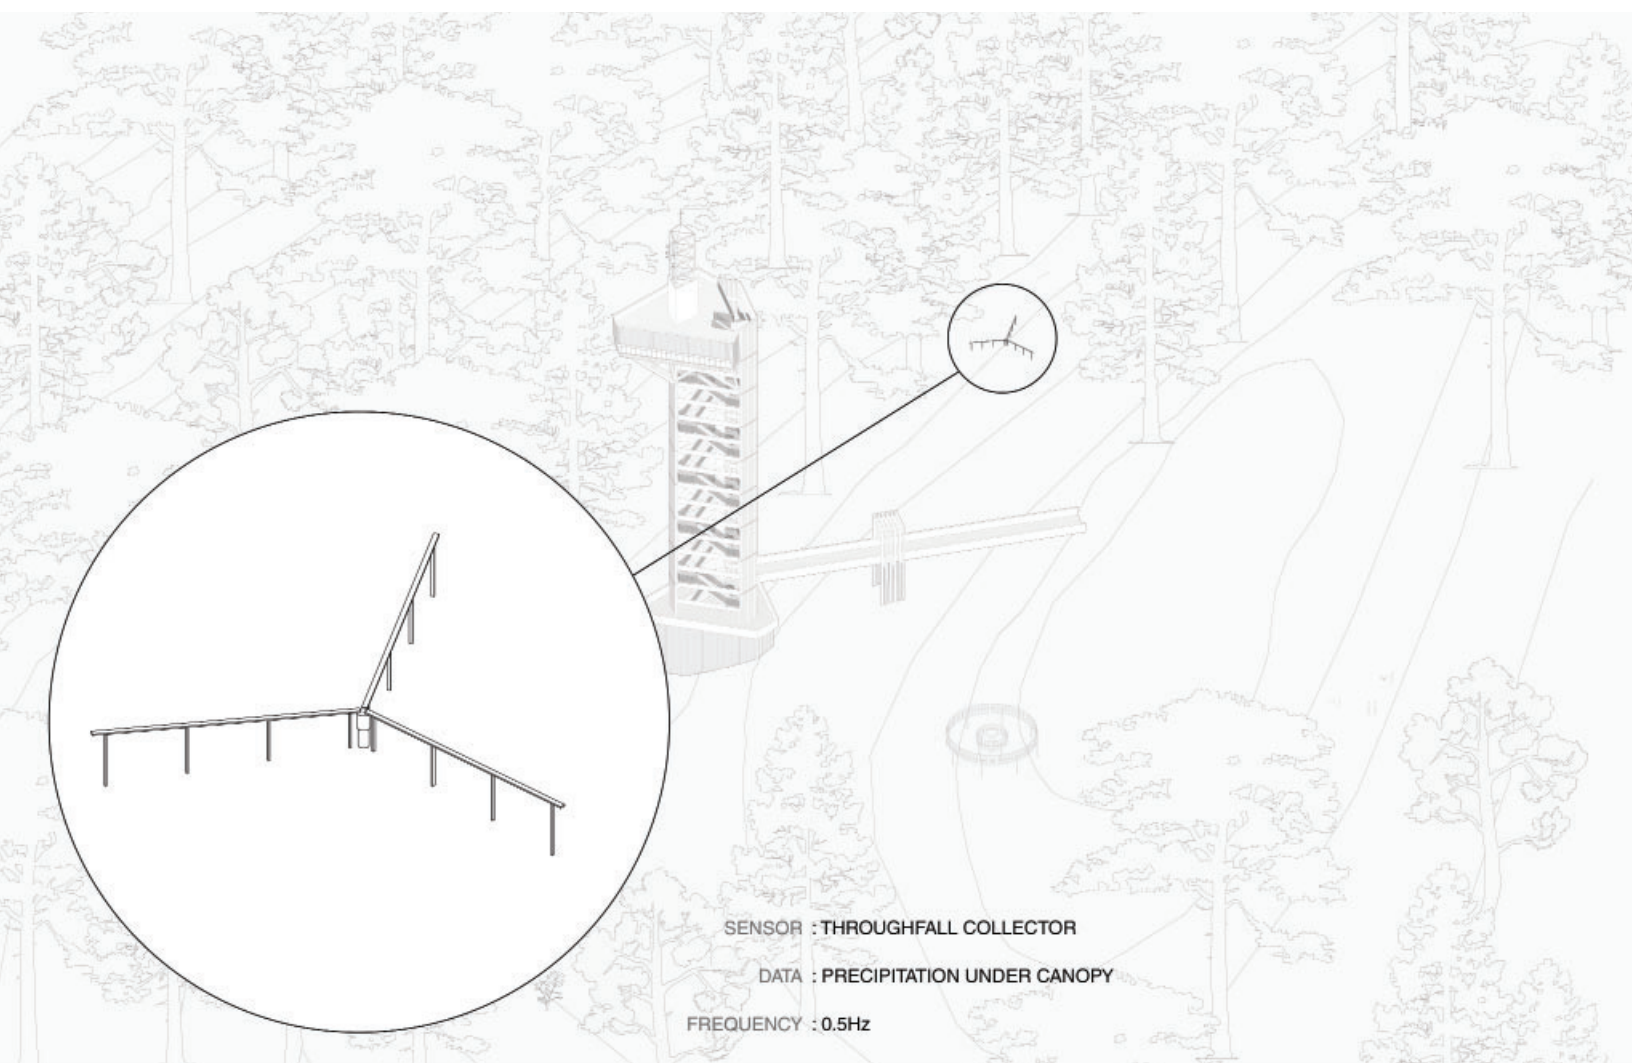 SENSOR : THROUGHFALL COLLECTOR
DATA : PRECIPITATION UNDER CANOPY
FREQUENCY : 0.5Hz